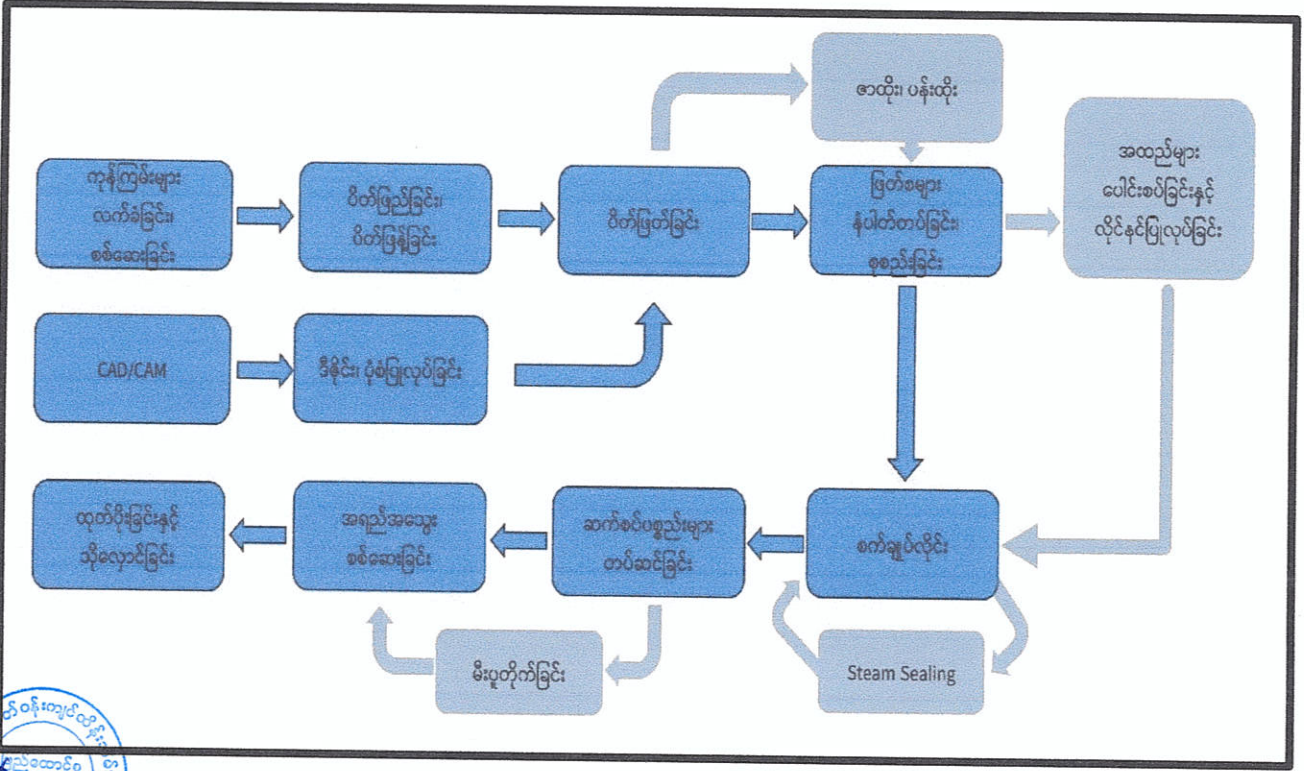 ဇာထိုး၊ ပန်းထိုး
ကုန်ကြမ်းများ
လက်ခံခြင်း၊
စစ်ဆေးခြင်း
ပိတ်ဖြည်ခြင်း၊
ပိတ်ဖြန့်ခြင်း
ပိတ်ဖြတ်ခြင်း
ဖြတ်စများ
နံပါတ်တပ်ခြင်း၊
စုစည်းခြင်း
အထည်များ
ပေါင်းစပ်ခြင်းနှင့်
လိုင်နင်ပြုလုပ်ခြင်း
CAD/CAM
ဒီဇိုင်း၊ ပုံစံပြုလုပ်ခြင်း
ထုတ်ပိုးခြင်းနှင့်
သိုလှောင်ခြင်း
အရည်အသွေး
စစ်ဆေးခြင်း
ဆက်စပ်ပစ္စည်းများ
တပ်ဆင်ခြင်း
စက်ချုပ်လိုင်း
မီးပူတိုက်ခြင်း
Steam Sealing